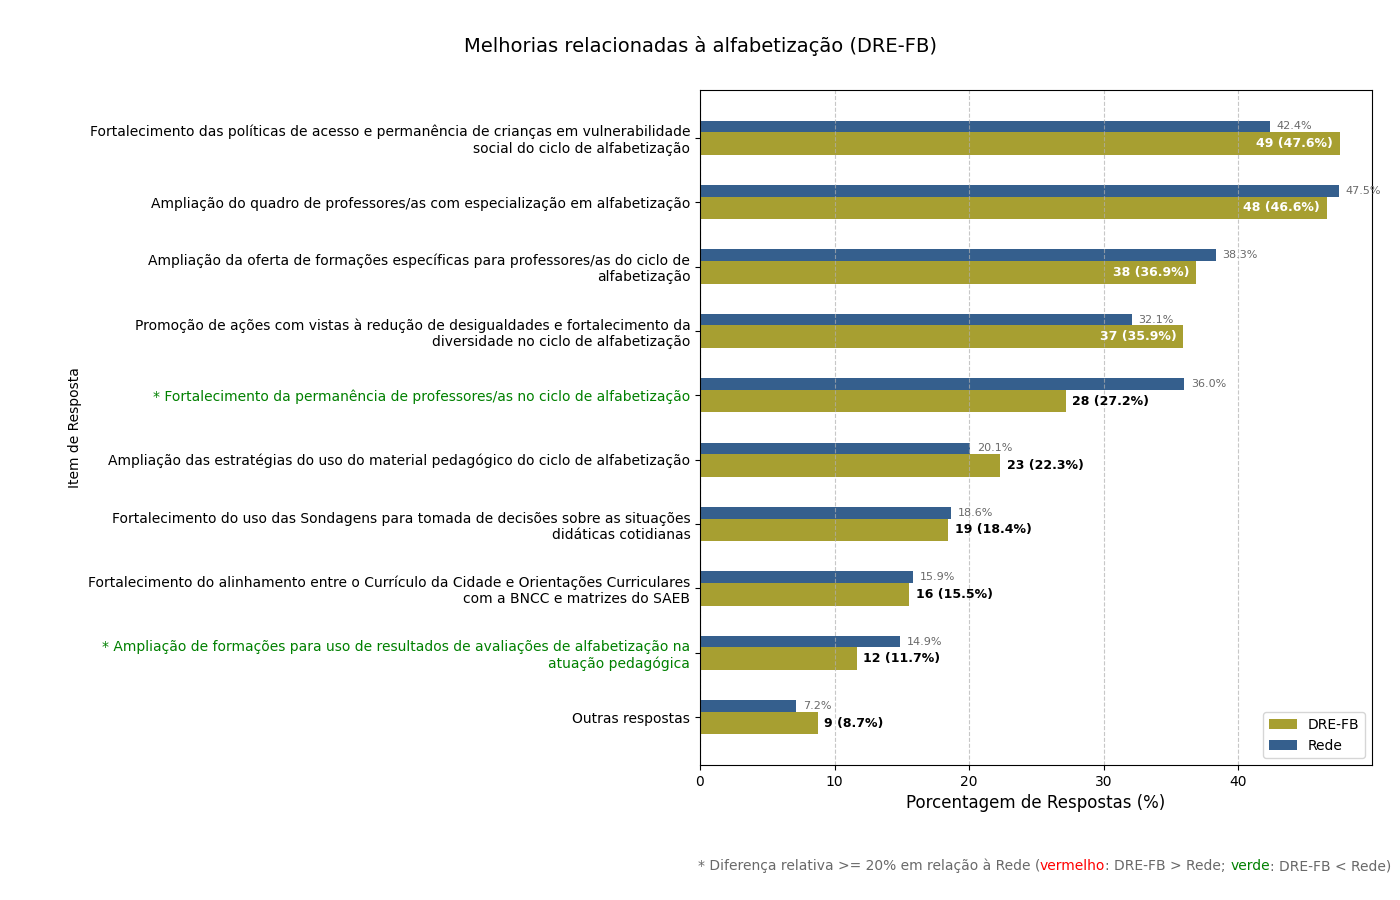 Melhorias relacionadas à alfabetização (DRE-FB)
Fortalecimento das políticas de acesso e permanência de crianças em vulnerabilidade
social do ciclo de alfabetização
42.4%
49 (47.6%)
Ampliação do quadro de professores/as com especialização em alfabetização
47.5%
48 (46.6%)
Ampliação da oferta de formações específicas para professores/as do ciclo de
alfabetização
38.3%
38 (36.9%)
Promoção de ações com vistas à redução de desigualdades e fortalecimento da
diversidade no ciclo de alfabetização
32.1%
37 (35.9%)
* Fortalecimento da permanência de professores/as no ciclo de alfabetização
36.0%
28 (27.2%)
Item de Resposta
Ampliação das estratégias do uso do material pedagógico do ciclo de alfabetização
20.1%
23 (22.3%)
Fortalecimento do uso das Sondagens para tomada de decisões sobre as situações
didáticas cotidianas
18.6%
19 (18.4%)
Fortalecimento do alinhamento entre o Currículo da Cidade e Orientações Curriculares
com a BNCC e matrizes do SAEB
15.9%
16 (15.5%)
* Ampliação de formações para uso de resultados de avaliações de alfabetização na
atuação pedagógica
14.9%
12 (11.7%)
Outras respostas
7.2%
9 (8.7%)
DRE-FB
Rede
0 10 20 30 40
Porcentagem de Respostas (%)
* Diferença relativa >= 20% em relação à Rede (vermelho: DRE-FB > Rede; verde: DRE-FB < Rede)